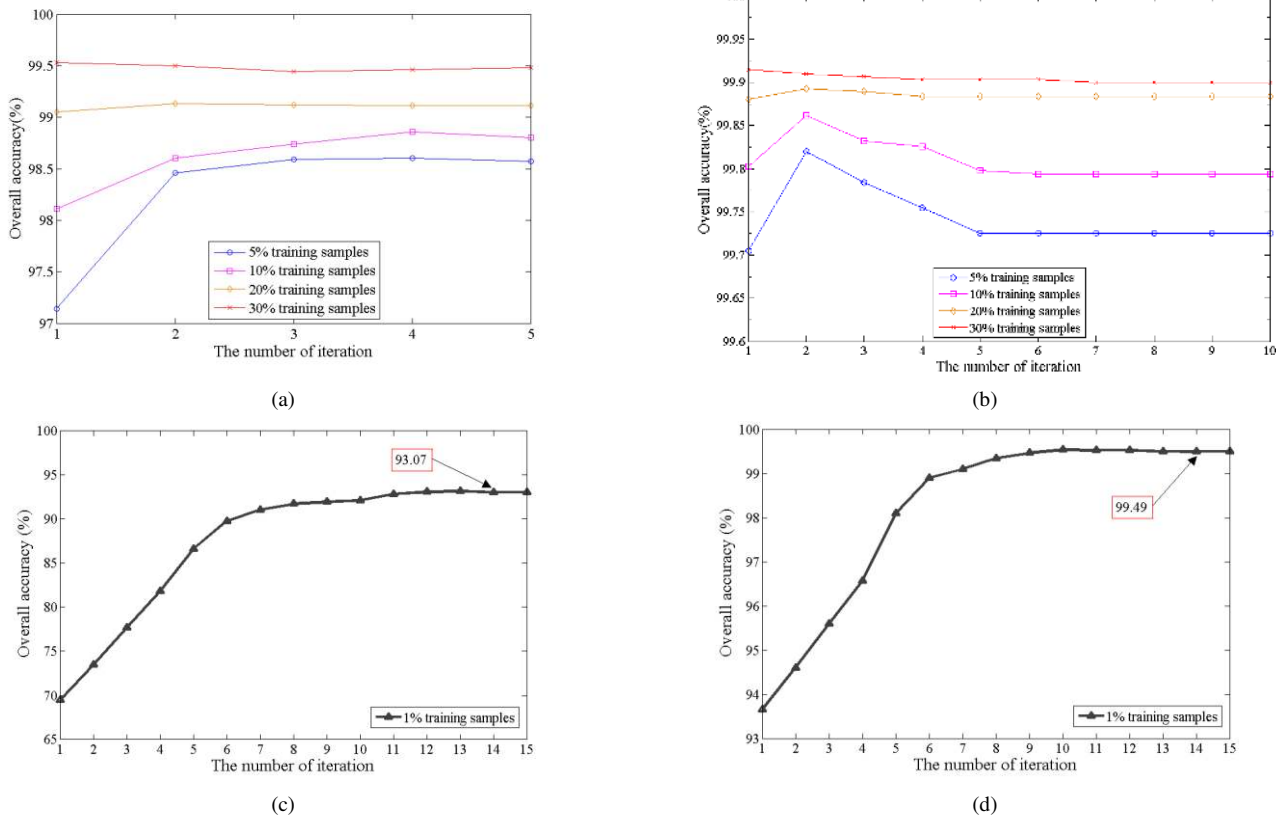 100
99.5
99
98.5
98
97.5
97
Overall accuracy(%)
5% training samples
10% training samples
20% training samples
30% training samples
1 2 3 4 5
The number of iteration
(a)
99.95
99.9
99.85
99.8
99.75
99.7
99.65
99.6
Overall accuracy(%)
5% training samples
10% training samples
20% training samples
30% training samples
1 2 3 4 5 6 7 8 9 10
The number of iteration
(b)
100
95
90
85
80
75
70
65
Overall accuracy (%)
93.07
1% training samples
1 2 3 4 5 6 7 8 9 10 11 12 13 14 15
The number of iteration
(c)
100
99
98
97
96
95
94
93
Overall accuracy (%)
99.49
1% training samples
1 2 3 4 5 6 7 8 9 10 11 12 13 14 15
The number of iteration
(d)